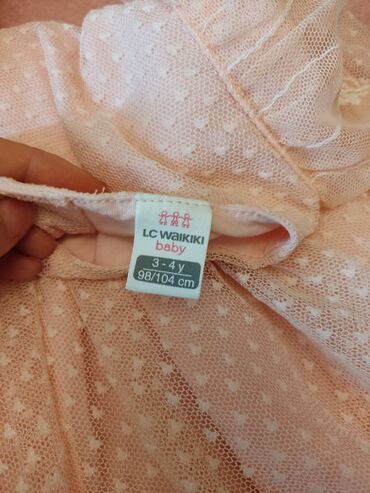 LC WAIKIKI
baby
3 - 4 y
98/104 cm